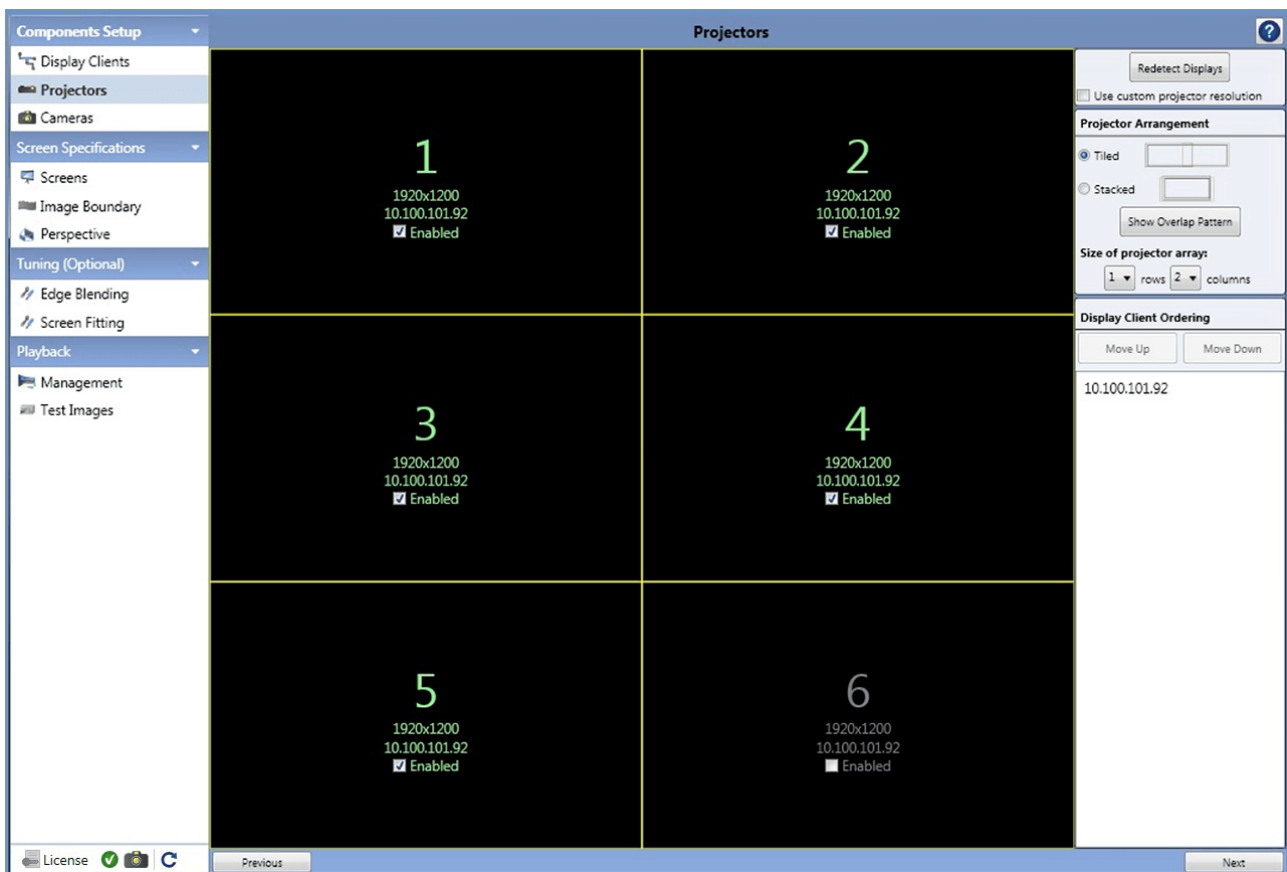 Components Setup
Display Clients
Projectors
Cameras
Screen Specifications
Screens
Image Boundary
Perspective
Tuning (Optional)
Edge Blending
Screen Fitting
Playback
Management
Test Images
License
Projectors
1
1920x1200
10.100.101.92
Enabled
2
1920x1200
10.100.101.92
Enabled
3
1920x1200
10.100.101.92
Enabled
4
1920x1200
10.100.101.92
Enabled
5
1920x1200
10.100.101.92
Enabled
6
1920x1200
10.100.101.92
Enabled
Previous
Next
?
Redetect Displays
Use custom projector resolution
Projector Arrangement
Tiled
Stacked
Show Overlap Pattern
Size of projector array:
1 rows 2 columns
Display Client Ordering
Move Up Move Down
10.100.101.92